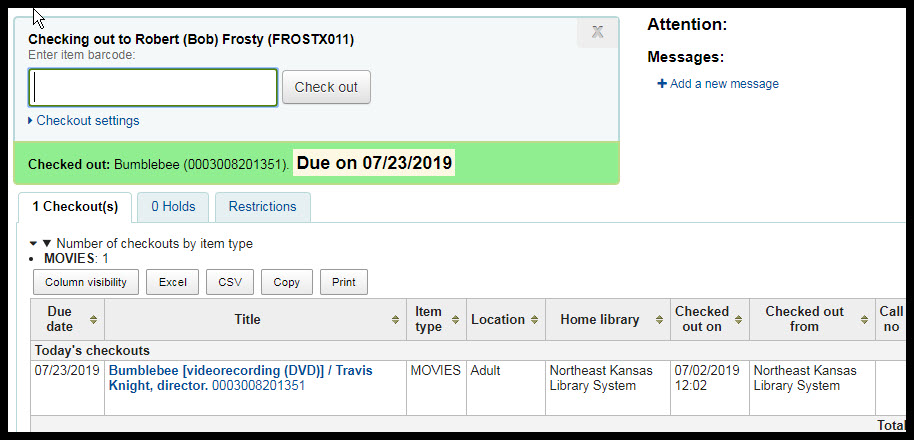 Checking out to Robert (Bob) Frosty (FROSTX011)
Enter item barcode:
Check out
Checkout settings
X
Attention:
Messages:
+ Add a new message
Checked out: Bumblebee (0003008201351). Due on 07/23/2019
1 Checkout(s) 0 Holds Restrictions
▼ Number of checkouts by item type
• MOVIES: 1
Column visibility Excel CSV Copy Print
Due date Title Item type Location Home library Checked out on Checked out from Call no
Today's checkouts
07/23/2019 Bumblebee [videorecording (DVD)] / Travis MOVIES Adult Northeast Kansas 07/02/2019 Northeast Kansas
Knight, director. 0003008201351 Library System 12:02 Library System
Total